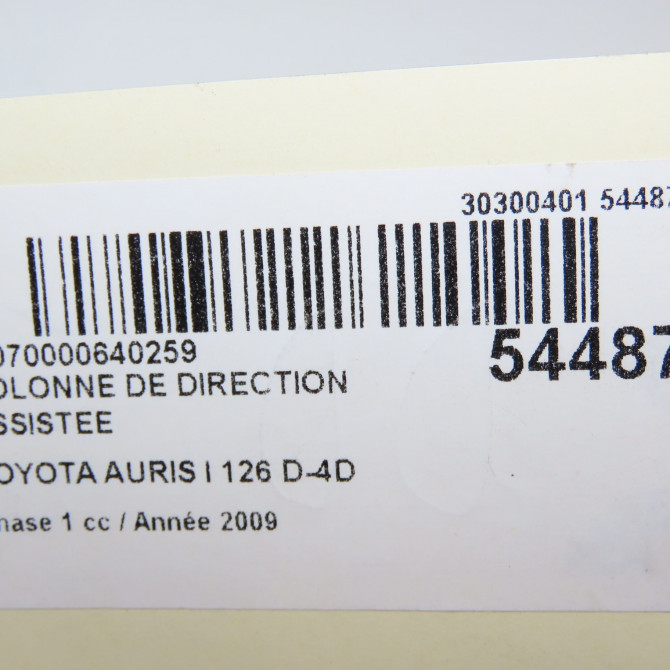 30300401 54487
070000640259
54487
OLONNE DE DIRECTION
SSISTEE
OYOTA AURIS I 126 D-4D
hase 1 cc / Année 2009